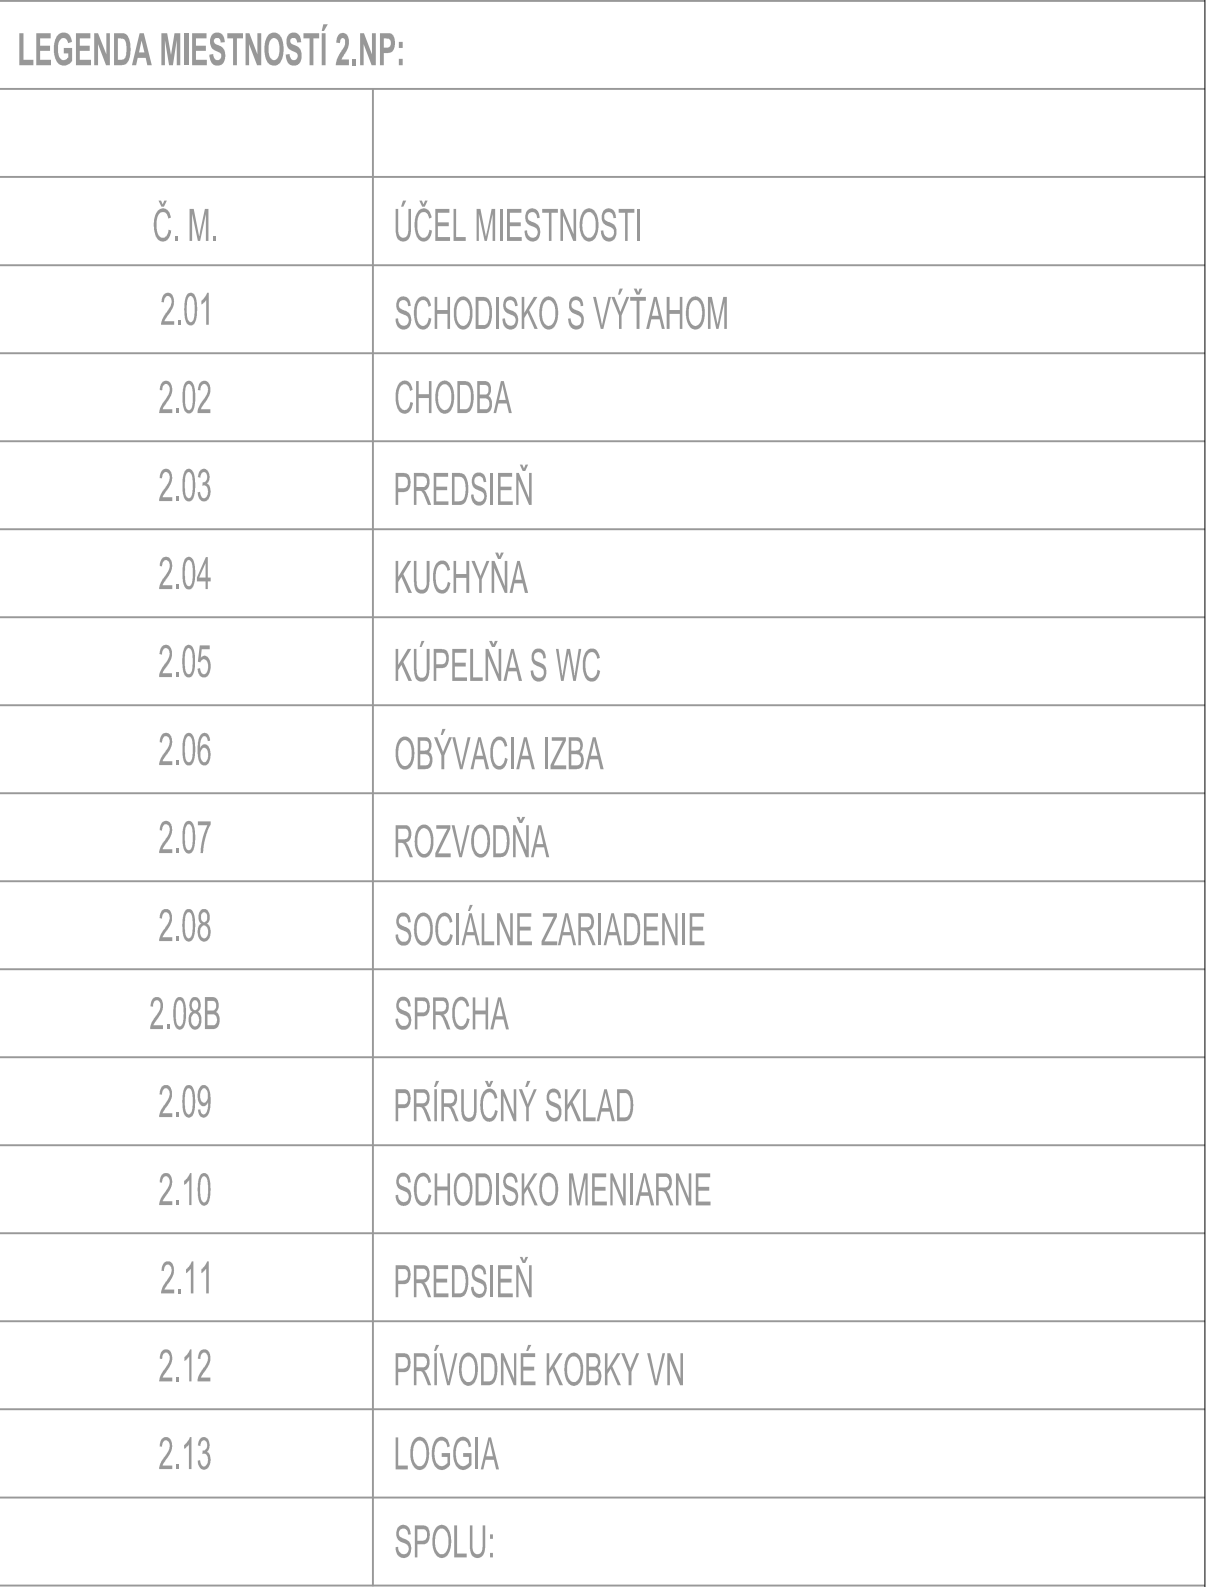 LEGENDA MIESTNOSTÍ 2.NP:
Č. M. ÚČEL MIESTNOSTI
2.01 SCHODISKO S VÝŤAHOM
2.02 CHODBA
2.03 PREDSIEŇ
2.04 KUCHYŇA
2.05 KÚPELŇA S WC
2.06 OBÝVACIA IZBA
2.07 ROZVODŇA
2.08 SOCIÁLNE ZARIADENIE
2.08B SPRCHA
2.09 PRÍRUČNÝ SKLAD
2.10 SCHODISKO MENIARNE
2.11 PREDSIEŇ
2.12 PRÍVODNÉ KOBKY VN
2.13 LOGGIA
SPOLU: